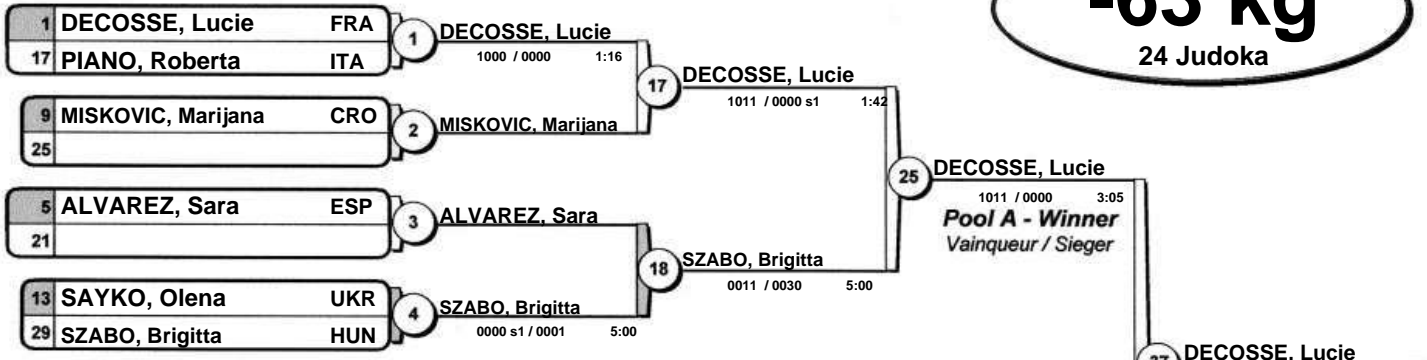 -63 kg
24 Judoka
1 DECOSSE, Lucie FRA
17 PIANO, Roberta ITA
1
DECOSSE, Lucie
1000 / 0000 1:16
9 MISKOVIC, Marijana CRO
25
2
MISKOVIC, Marijana
17
DECOSSE, Lucie
1011 / 0000 s1 1:42
5 ALVAREZ, Sara ESP
21
3
ALVAREZ, Sara
13 SAYKO, Olena UKR
29 SZABO, Brigitta HUN
4
SZABO, Brigitta
0000 s1 / 0001 5:00
18
SZABO, Brigitta
0011 / 0030 5:00
25
DECOSSE, Lucie
1011 / 0000 3:05
Pool A - Winner
Vainqueur / Sieger
DECOSSE, Lucie